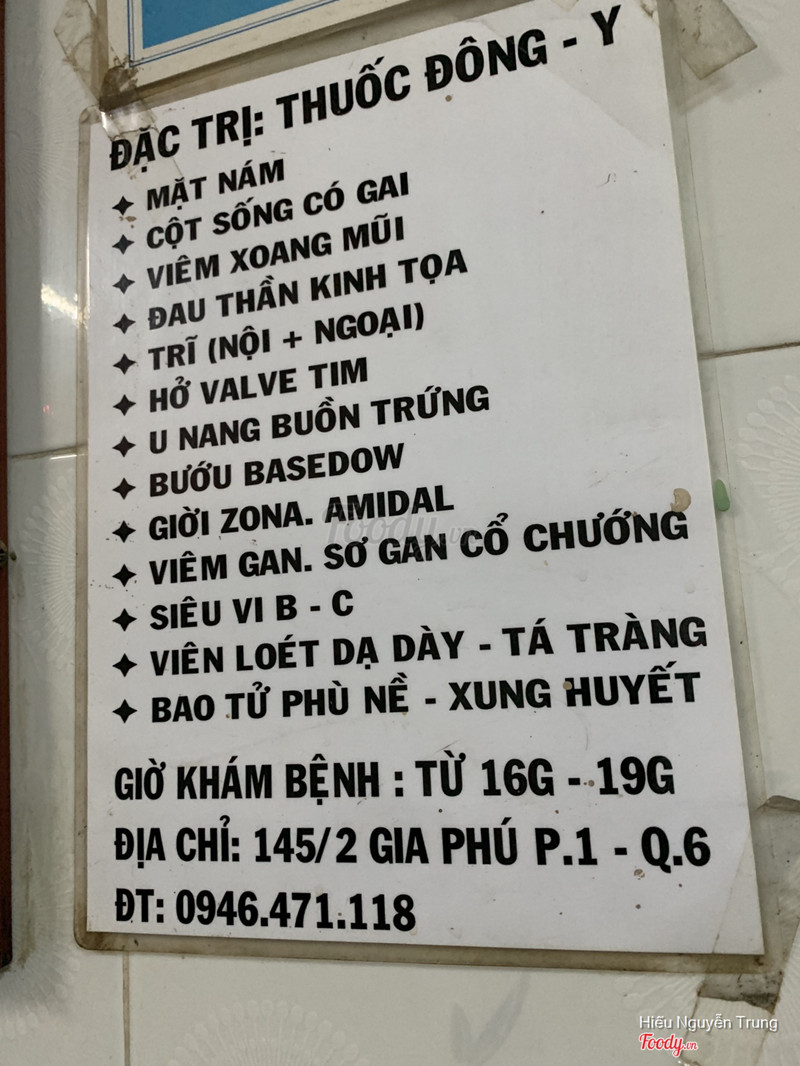 ĐẶC TRỊ: THUỐC ĐÔNG - Y
✦ MẶT NÁM
✦ CỘT SỐNG CÓ GAI
✦ VIÊM XOANG MŨI
✦ ĐAU THẦN KINH TỌA
✦ TRĨ (NỘI + NGOẠI)
✦ HỞ VALVE TIM
✦ U NANG BUỒN TRỨNG
✦ BƯỚU BASEDOW
✦ GIỜI ZONA. AMIDAL
✦ VIÊM GAN. SƠ GAN CỔ CHƯỚNG
✦ SIÊU VI B - C
✦ VIÊN LOÉT DẠ DÀY - TÁ TRÀNG
✦ BAO TỬ PHÙ NỀ - XUNG HUYẾT
GIỜ KHÁM BỆNH : TỪ 16G - 19G
ĐỊA CHỈ: 145/2 GIA PHÚ P.1 - Q.6
ĐT: 0946.471.118
Foody.vn
Hiếu Nguyễn Trung
Foody.vn